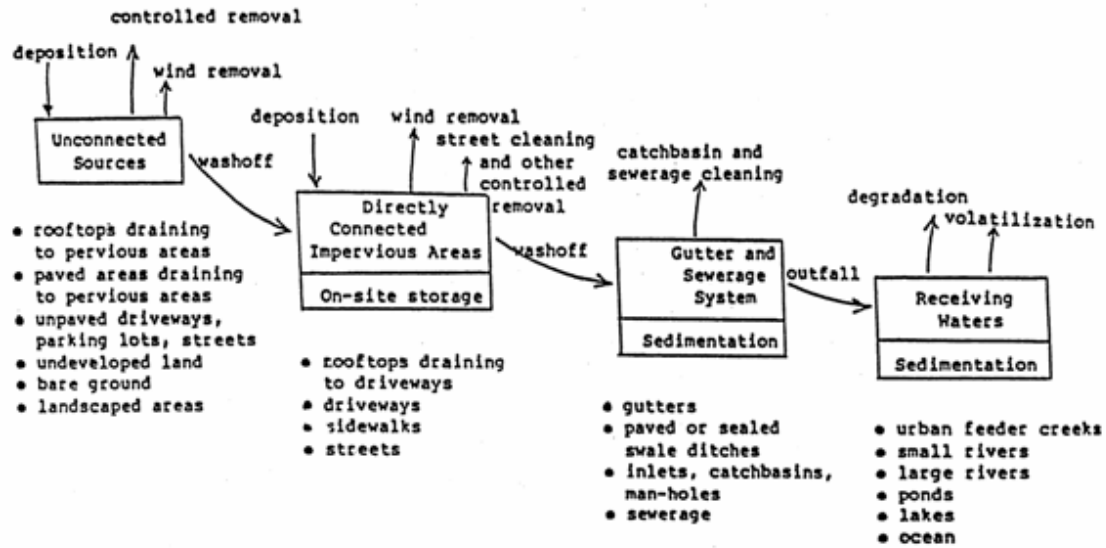 controlled removal
deposition
wind removal
Unconnected
Sources
washoff
• rooftops draining
to pervious areas
• paved areas draining
to pervious areas
• unpaved driveways,
parking lots, streets
• undeveloped land
• bare ground
• landscaped areas
deposition
wind removal
street cleaning
and other
controlled
removal
Directly
Connected
Impervious Areas
On-site storage
washoff
• rooftops draining
to driveways
• driveways
• sidewalks
• streets
catchbasin and
sewerage cleaning
Gutter and
Sewerage
System
Sedimentation
outfall
• gutters
• paved or sealed
swale ditches
• inlets, catchbasins,
man-holes
• sewerage
degradation
volatilization
Receiving
Waters
Sedimentation
• urban feeder creeks
• small rivers
• large rivers
• ponds
• lakes
• ocean